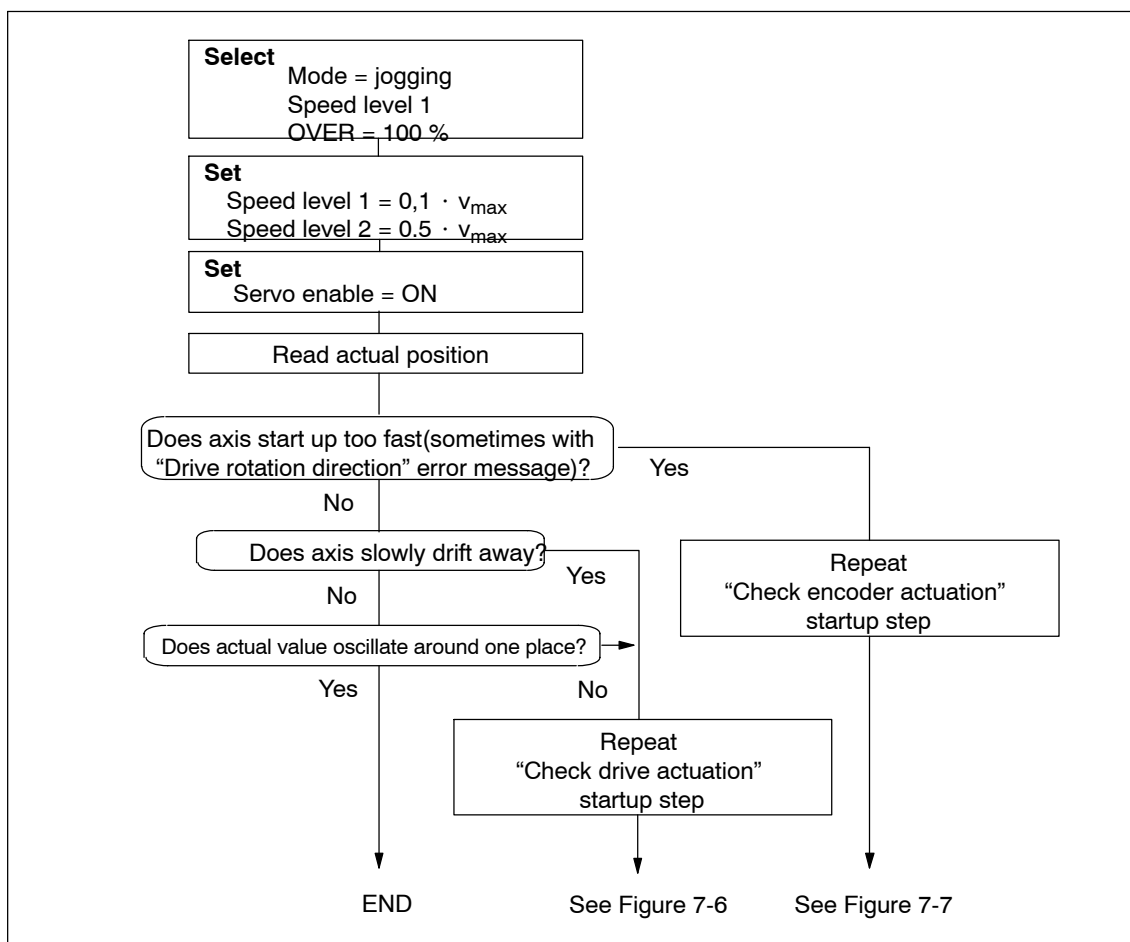 Select
Mode = jogging
Speed level 1
OVER = 100 %
Set
Speed level 1 = 0,1 · vmax
Speed level 2 = 0.5 · vmax
Set
Servo enable = ON
Read actual position
Does axis start up too fast(sometimes with
“Drive rotation direction” error message)?
Yes
No
Does axis slowly drift away?
Yes
No
Repeat
“Check encoder actuation”
startup step
Does actual value oscillate around one place?
Yes
No
Repeat
“Check drive actuation”
startup step
END
See Figure 7-6
See Figure 7-7